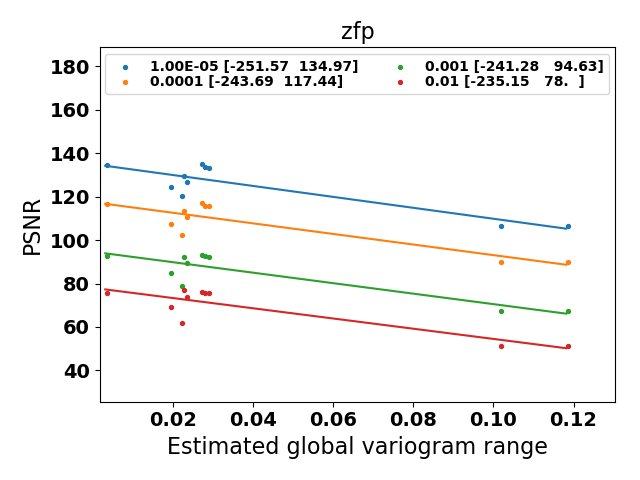 zfp
1.00E-05 [-251.57  134.97]
0.0001 [-243.69  117.44]
0.001 [-241.28   94.63]
0.01 [-235.15   78.  ]
PSNR
180
160
140
120
100
80
60
40
0.02 0.04 0.06 0.08 0.10 0.12
Estimated global variogram range